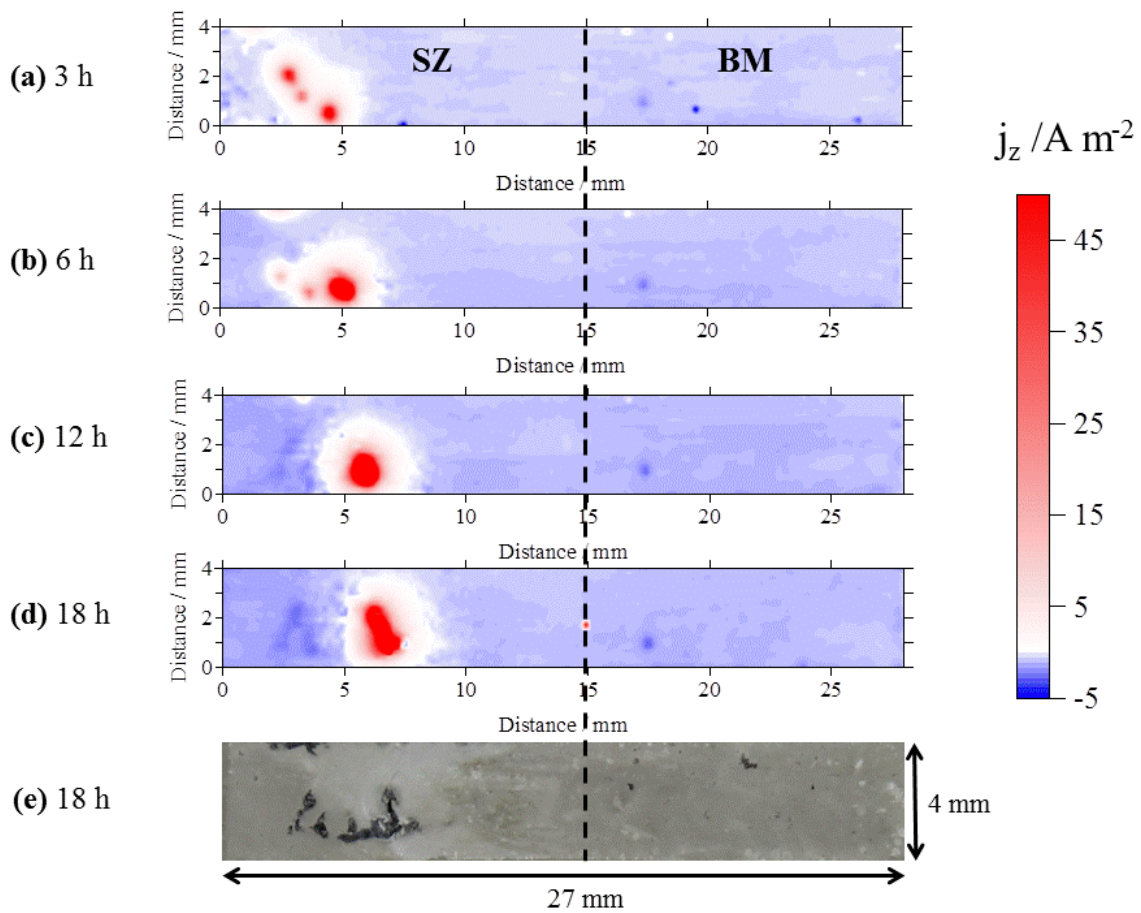 (a) 3 h
Distance / mm
4
2
0
SZ
BM
0 5 10 15 20 25
Distance / mm
(b) 6 h
Distance / mm
4
2
0
0 5 10 15 20 25
Distance / mm
(c) 12 h
Distance / mm
4
2
0
0 5 10 15 20 25
Distance / mm
(d) 18 h
Distance / mm
4
2
0
0 5 10 15 20 25
Distance / mm
(e) 18 h
4 mm
27 mm
jz /A m-2
45
35
25
15
5
-5